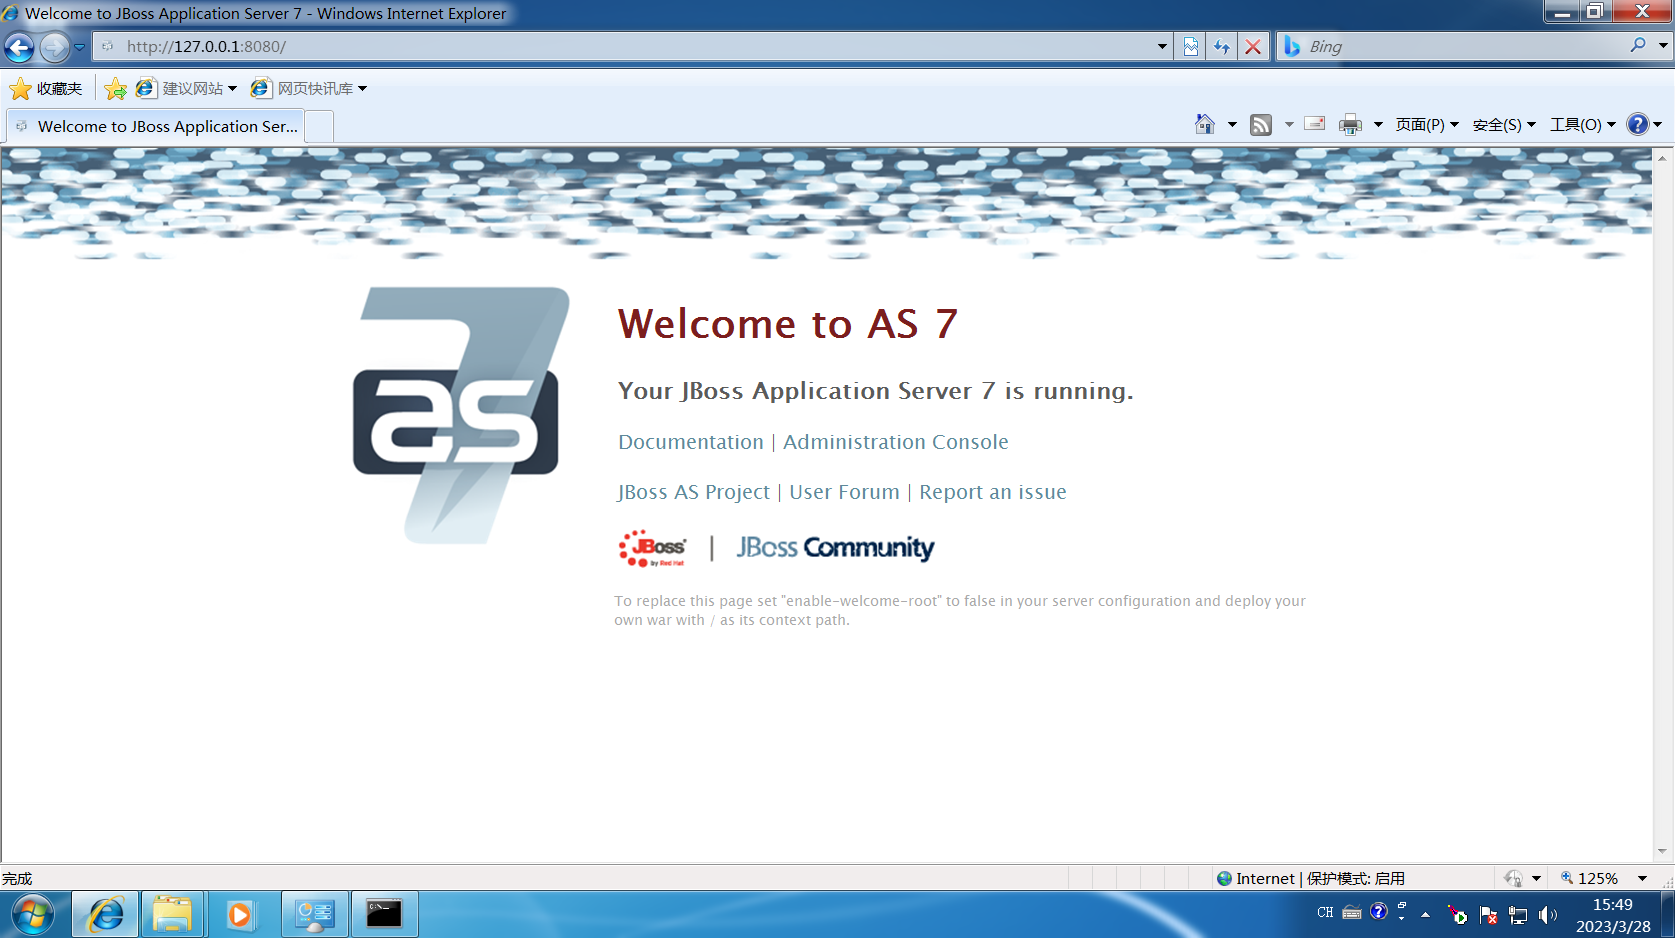 Welcome to JBoss Application Server 7 - Windows Internet Explorer
http://127.0.0.1:8080/
Bing
收藏夹 建议网站 网页快讯库
Welcome to JBoss Application Ser...
页面(P) 安全(S) 工具(O)
as
7
Welcome to AS 7
Your JBoss Application Server 7 is running.
Documentation | Administration Console
JBoss AS Project | User Forum | Report an issue
JBoss by Red Hat | JBoss Community
To replace this page set "enable-welcome-root" to false in your server configuration and deploy your
own war with / as its context path.
完成 Internet | 保护模式: 启用 125%
CH 15:49
2023/3/28